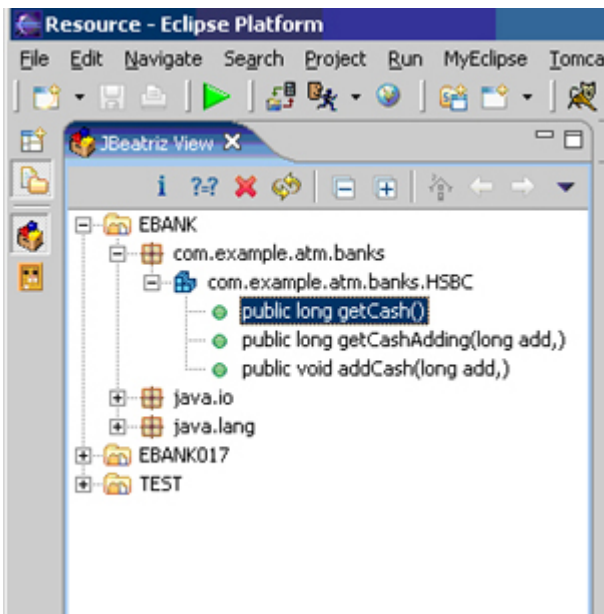 Resource - Eclipse Platform
File Edit Navigate Search Project Run MyEclipse Tomca
JBeatriz View
i ?=?
EBANK
com.example.atm.banks
com.example.atm.banks.HSBC
public long getCash()
public long getCashAdding(long add,)
public void addCash(long add,)
java.io
java.lang
EBANK017
TEST